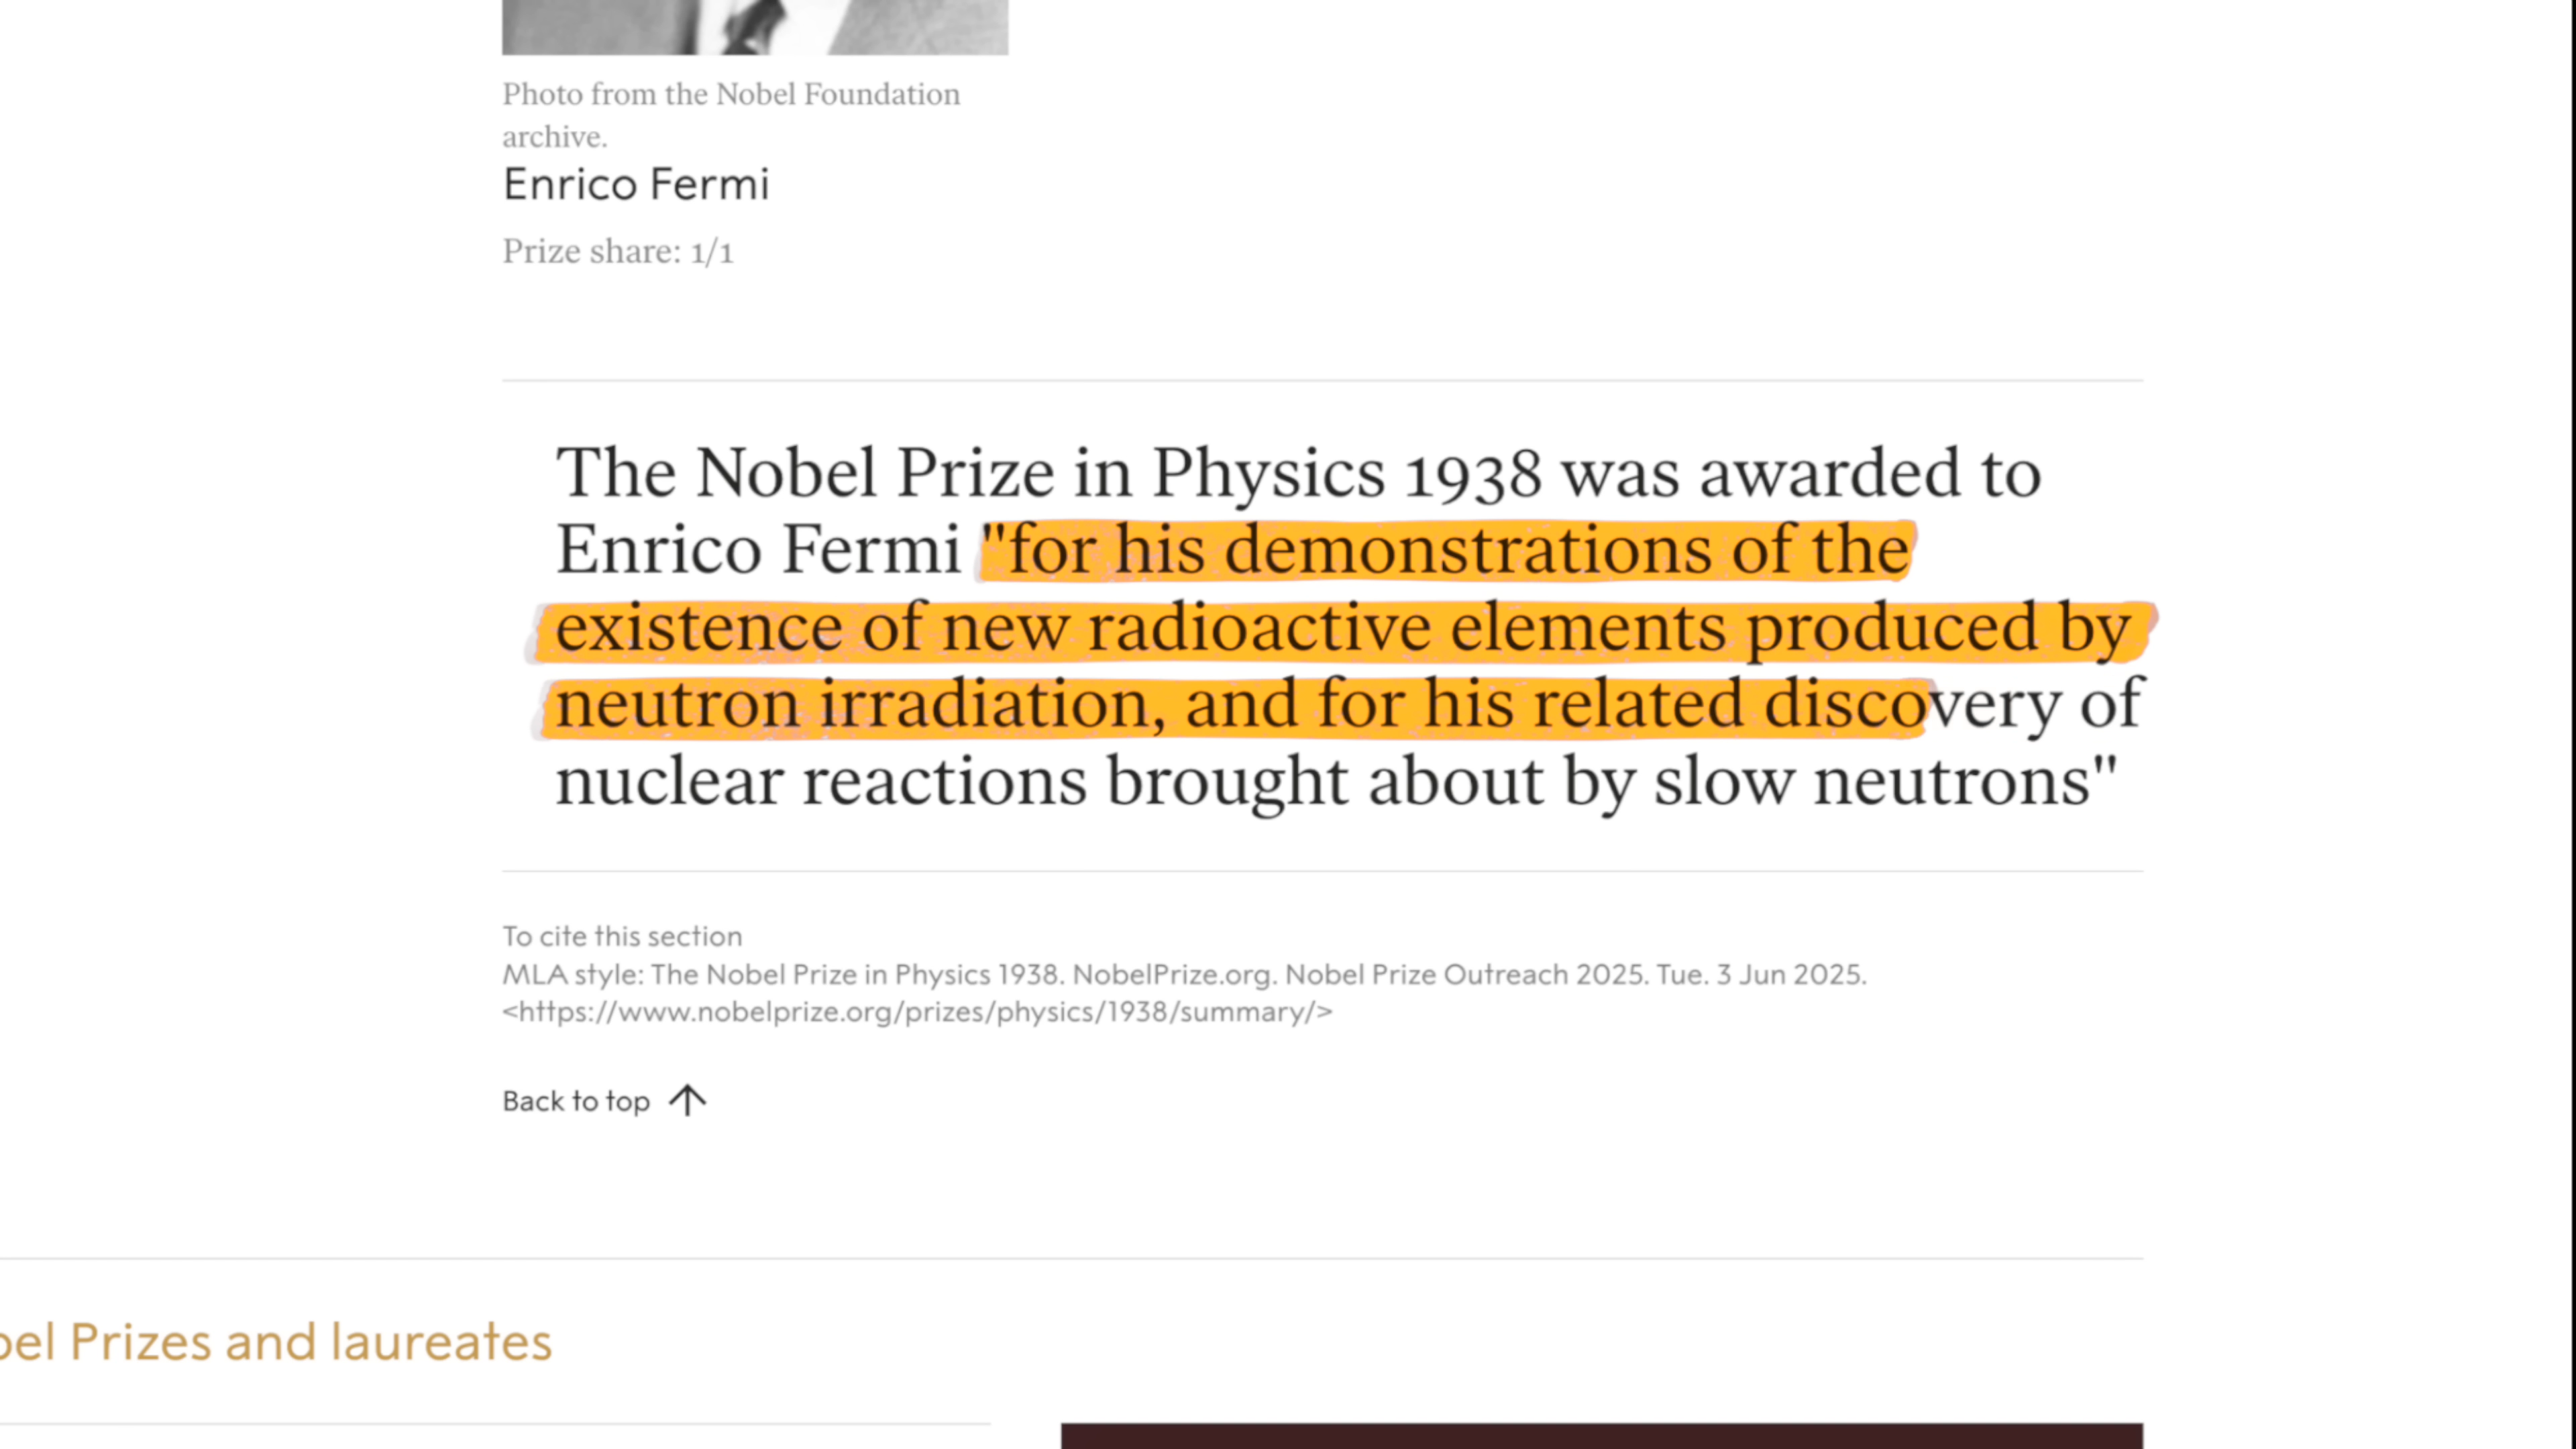 Photo from the Nobel Foundation
archive.
Enrico Fermi
Prize share: 1/1
The Nobel Prize in Physics 1938 was awarded to
Enrico Fermi "for his demonstrations of the
existence of new radioactive elements produced by
neutron irradiation, and for his related discovery of
nuclear reactions brought about by slow neutrons"
To cite this section
MLA style: The Nobel Prize in Physics 1938. NobelPrize.org. Nobel Prize Outreach 2025. Tue. 3 Jun 2025.
<https://www.nobelprize.org/prizes/physics/1938/summary/>
Back to top
Prizes and laureates